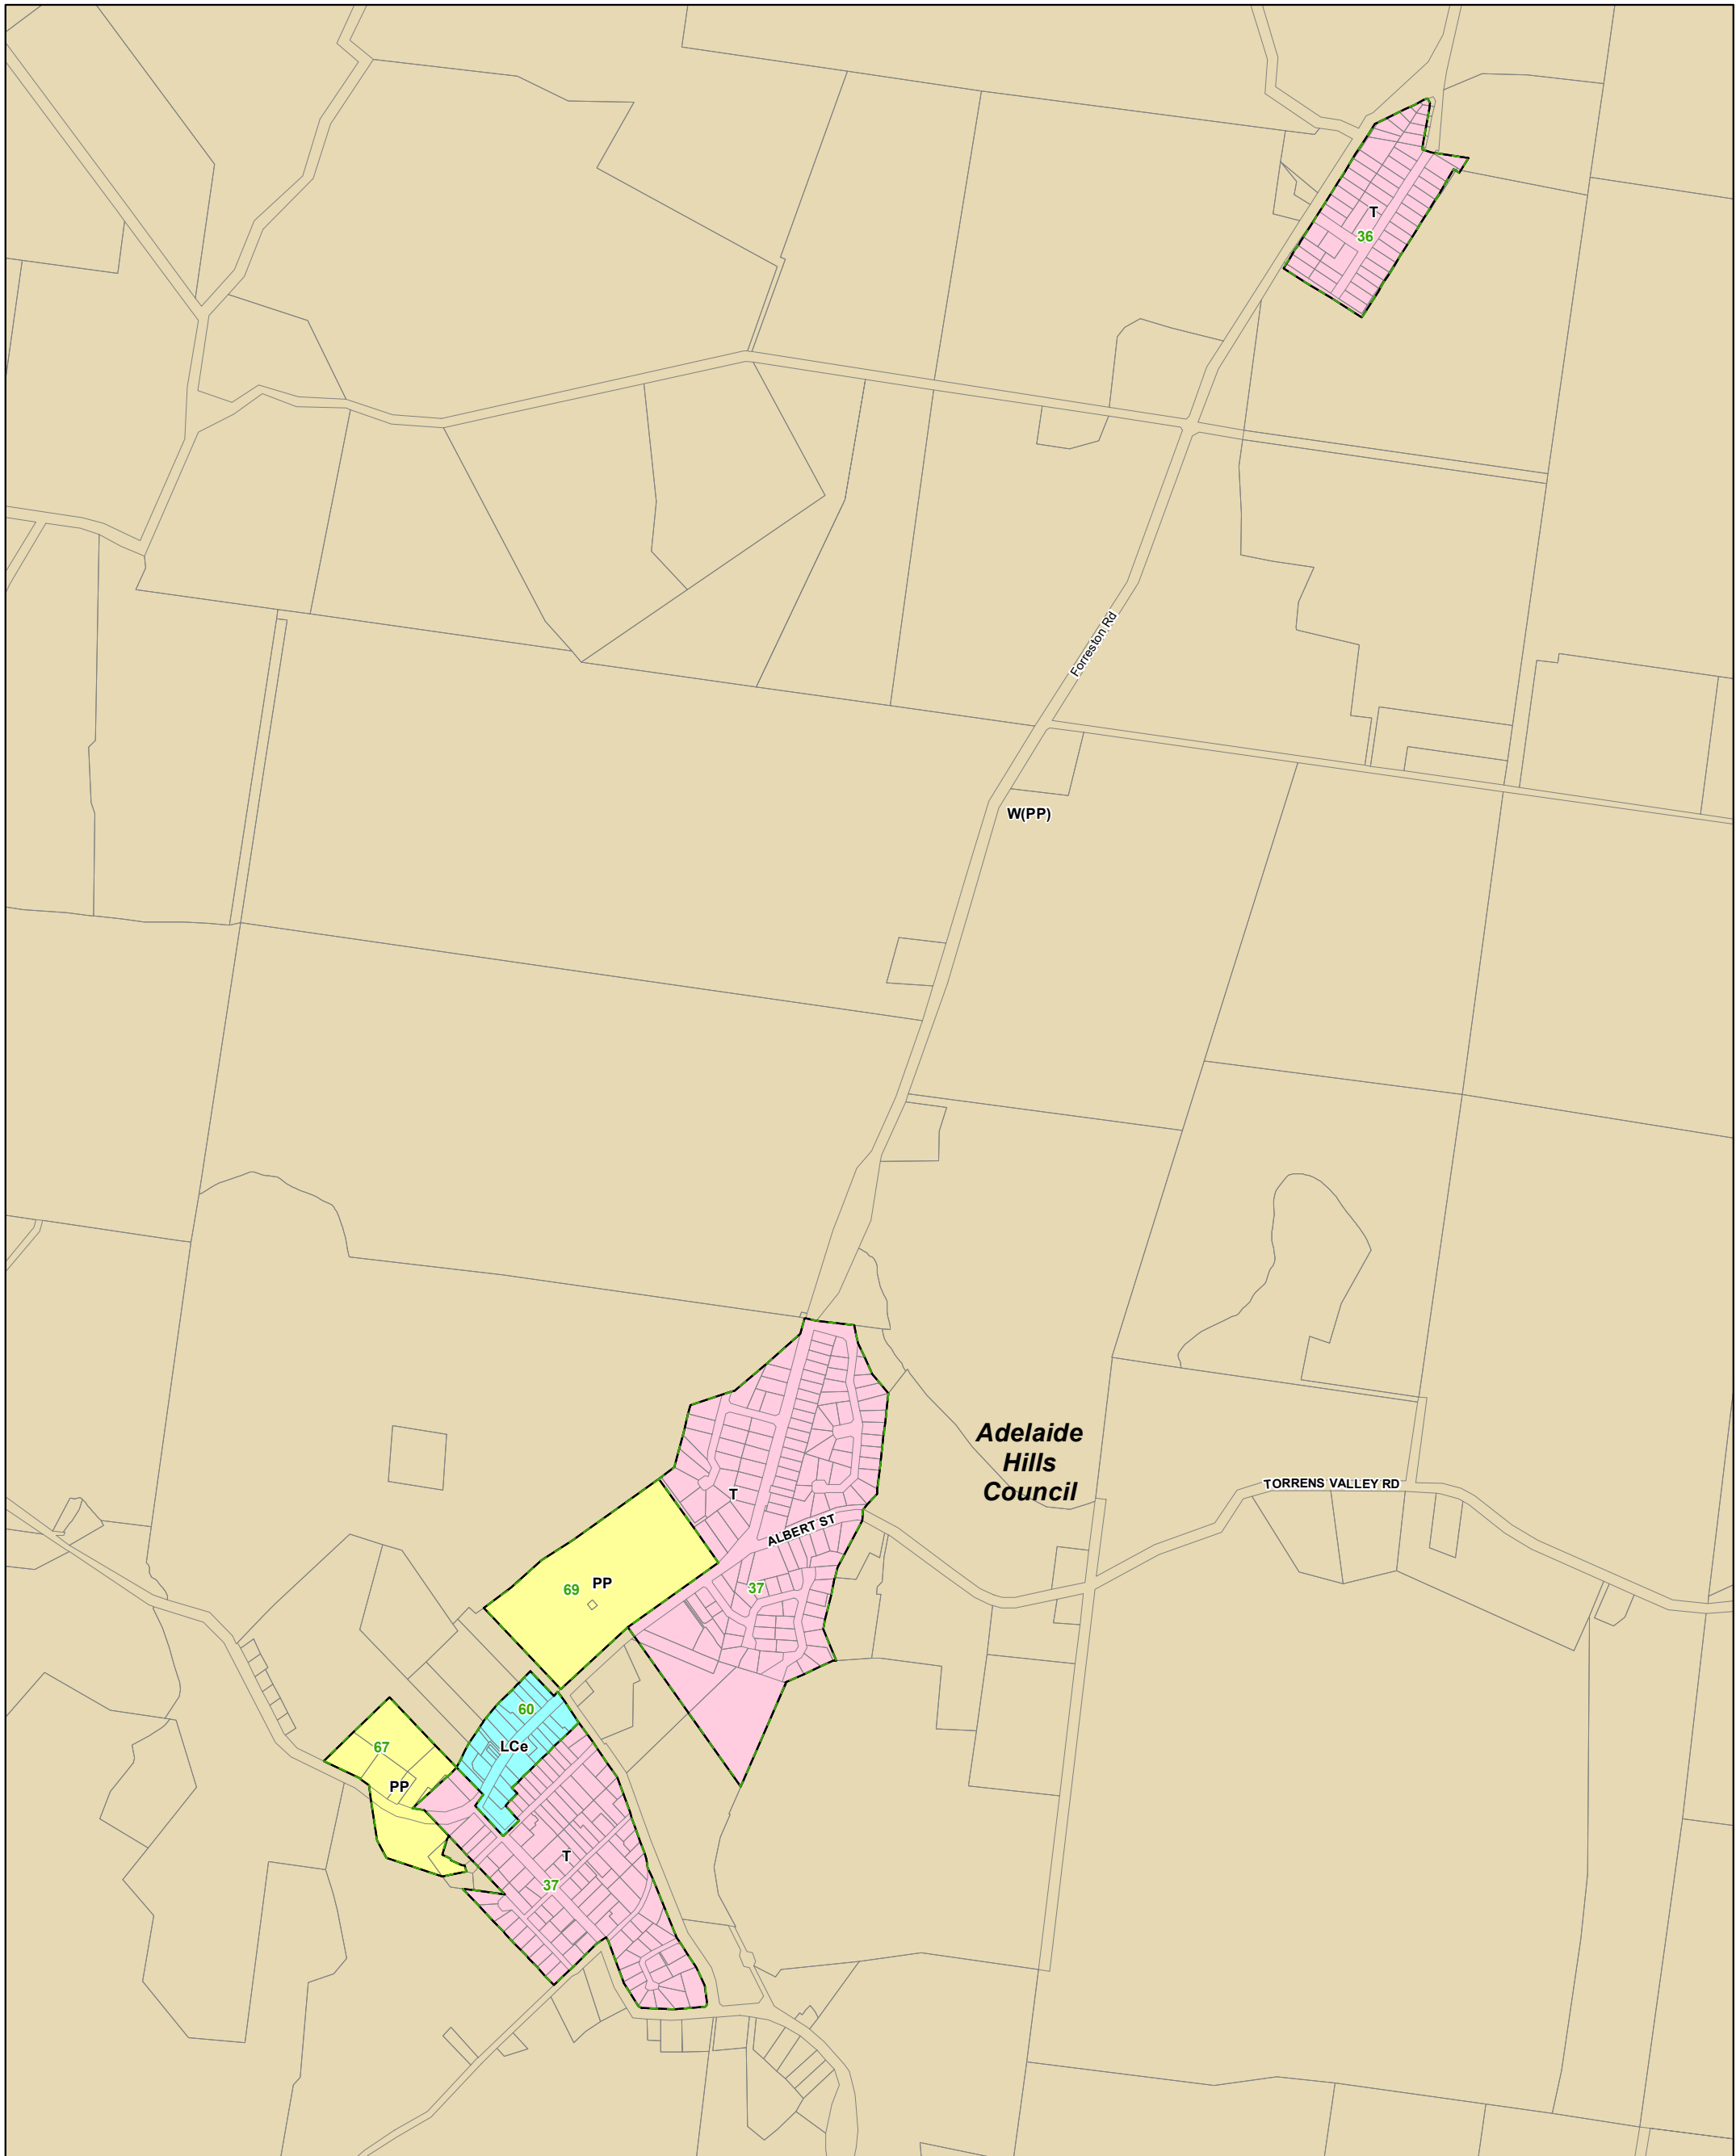 T
36
Forreston Rd
W(PP)
Adelaide
Hills
Council
TORRENS VALLEY RD
T
ALBERT ST
69
PP
37
60
LCe
67
PP
T
37